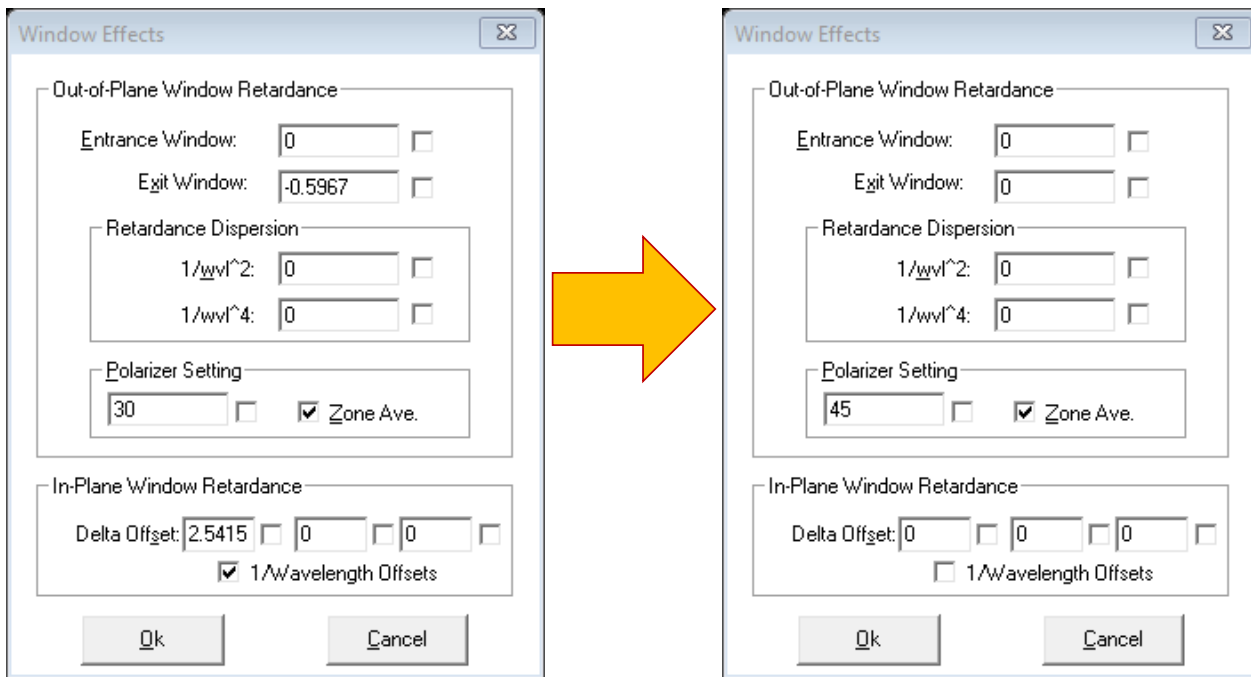 Window Effects
Out-of-Plane Window Retardance
Entrance Window: 0
Exit Window: -0.5967
Retardance Dispersion
1/wvl^2: 0
1/wvl^4: 0
Polarizer Setting
30 Zone Ave.
In-Plane Window Retardance
Delta Offset: 2.5415 0 0
1/Wavelength Offsets
Ok Cancel
Window Effects
Out-of-Plane Window Retardance
Entrance Window: 0
Exit Window: 0
Retardance Dispersion
1/wvl^2: 0
1/wvl^4: 0
Polarizer Setting
45 Zone Ave.
In-Plane Window Retardance
Delta Offset: 0 0 0
1/Wavelength Offsets
Ok Cancel